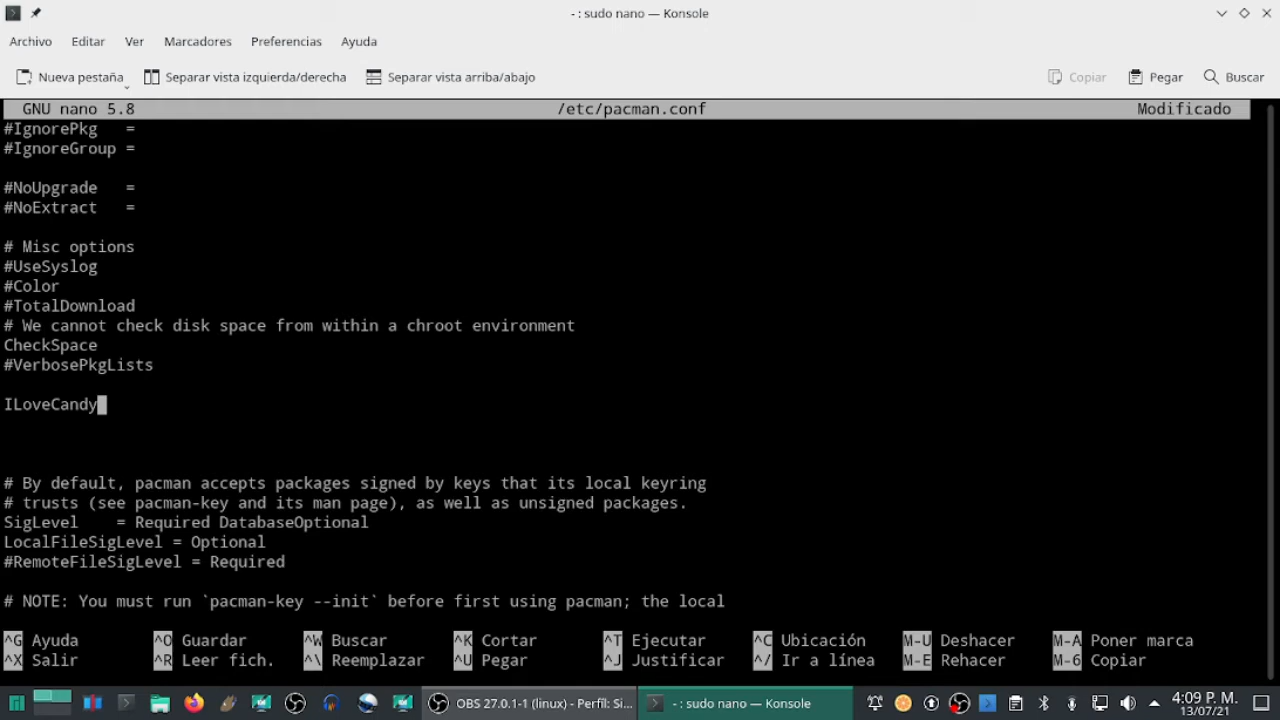 - : sudo nano — Konsole
Archivo Editar Ver Marcadores Preferencias Ayuda
Nueva pestaña Separar vista izquierda/derecha Separar vista arriba/abajo Copiar Pegar Buscar
GNU nano 5.8 /etc/pacman.conf Modificado
#IgnorePkg   =
#IgnoreGroup =
#NoUpgrade   =
#NoExtract   =
# Misc options
#UseSyslog
#Color
#TotalDownload
# We cannot check disk space from within a chroot environment
CheckSpace
#VerbosePkgLists
ILoveCandy
# By default, pacman accepts packages signed by keys that its local keyring
# trusts (see pacman-key and its man page), as well as unsigned packages.
SigLevel    = Required DatabaseOptional
LocalFileSigLevel = Optional
#RemoteFileSigLevel = Required
# NOTE: You must run `pacman-key --init` before first using pacman; the local
^G Ayuda ^O Guardar ^W Buscar ^K Cortar ^T Ejecutar ^C Ubicación M-U Deshacer M-A Poner marca
^X Salir ^R Leer fich. ^\ Reemplazar ^U Pegar ^J Justificar ^/ Ir a línea M-E Rehacer M-6 Copiar
OBS 27.0.1-1 (linux) - Perfil: Si... - : sudo nano — Konsole 4:09 P. M.
13/07/21